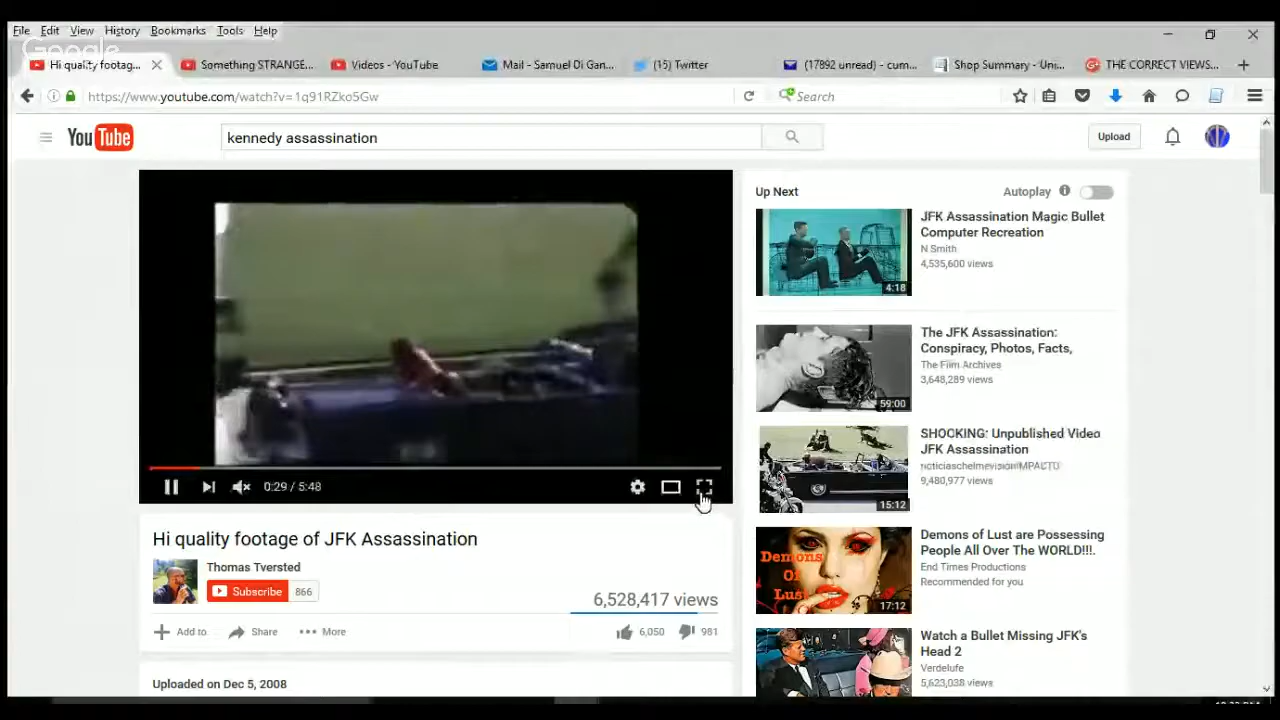 File Edit View History Bookmarks Tools Help
Google
Hi quality footag... Something STRANGE... Videos - YouTube Mail - Samuel Di Gan... (15) Twitter (17892 unread) - cum... Shop Summary - Uni... THE CORRECT VIEWS...
https://www.youtube.com/watch?v=1q91RZko5Gw Search
YouTube kennedy assassination Upload
Up Next Autoplay
JFK Assassination Magic Bullet
Computer Recreation
N Smith
4,535,600 views
4:18
The JFK Assassination:
Conspiracy, Photos, Facts,
The Film Archives
3,648,289 views
59:00
SHOCKING: Unpublished Video
JFK Assassination
noticiaschelmevision
9,480,977 views
15:12
Demons of Lust are Possessing
People All Over The WORLD!!!.
End Times Productions
Recommended for you
Demons
Of
Lust
17:12
Watch a Bullet Missing JFK's
Head 2
Verdelufe
5,623,038 views
0:29 / 5:48
Hi quality footage of JFK Assassination
Thomas Tversted
Subscribe 866
6,528,417 views
Add to Share More 6,050 981
Uploaded on Dec 5, 2008